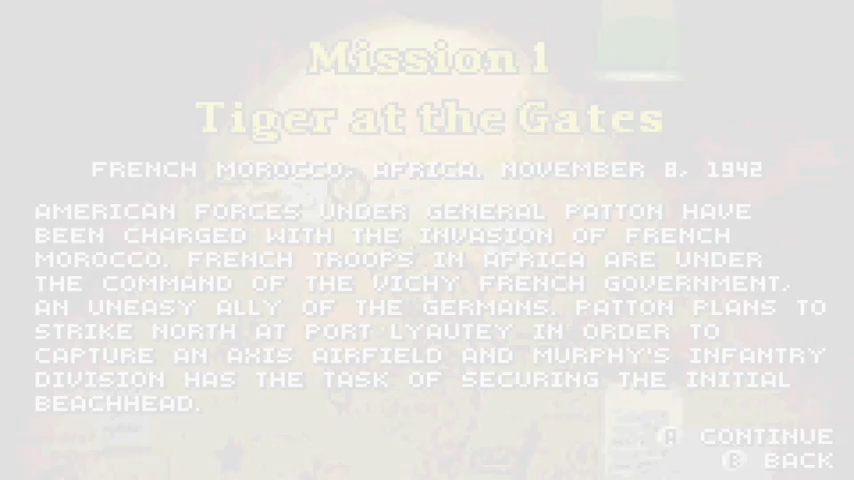 Mission 1
Tiger at the Gates
FRENCH MOROCCO, AFRICA. NOVEMBER 8, 1942
AMERICAN FORCES UNDER GENERAL PATTON HAVE
BEEN CHARGED WITH THE INVASION OF FRENCH
MOROCCO. FRENCH TROOPS IN AFRICA ARE UNDER
THE COMMAND OF THE VICHY FRENCH GOVERNMENT,
AN UNEASY ALLY OF THE GERMANS. PATTON PLANS TO
STRIKE NORTH AT PORT LYAUTEY IN ORDER TO
CAPTURE AN AXIS AIRFIELD AND MURPHY'S INFANTRY
DIVISION HAS THE TASK OF SECURING THE INITIAL
BEACHHEAD.
A CONTINUE
B BACK